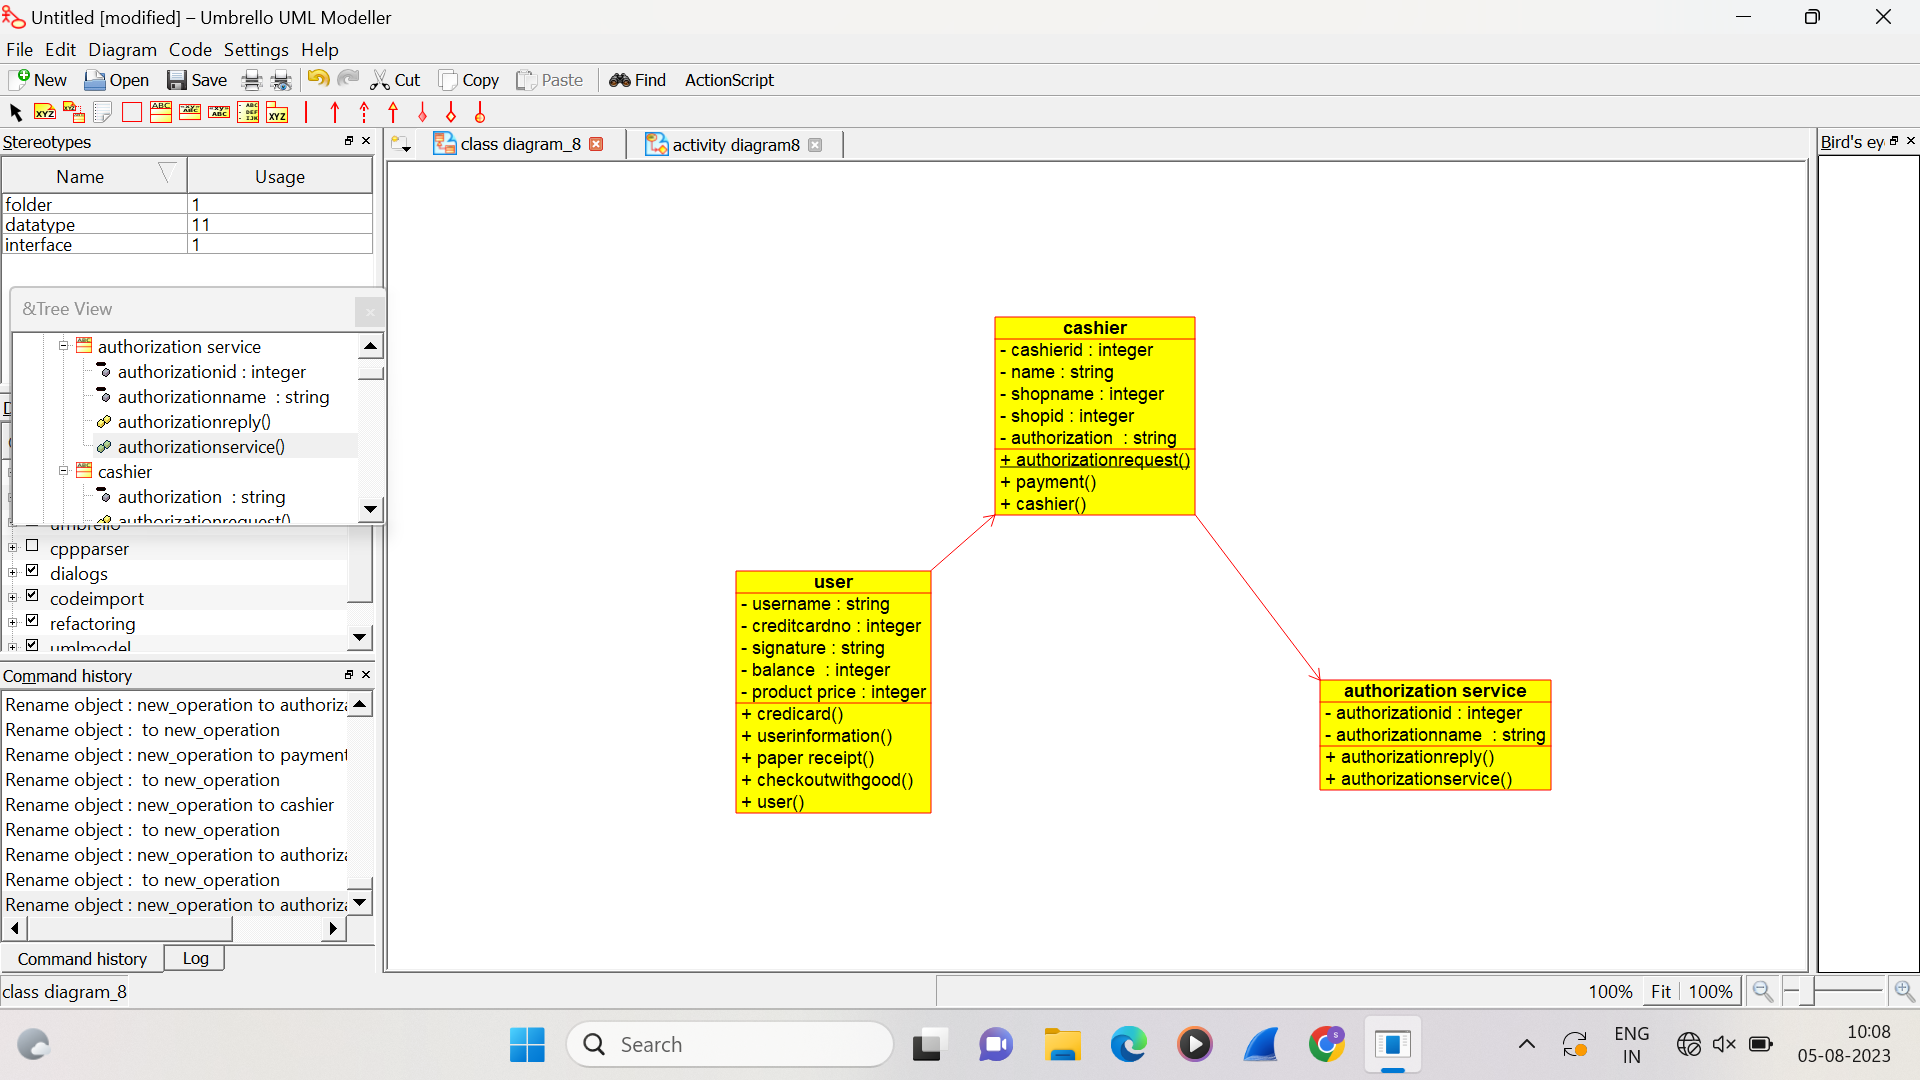 Untitled [modified] – Umbrello UML Modeller
File Edit Diagram Code Settings Help
New Open Save Cut Copy Paste Find ActionScript
Stereotypes
Name Usage
folder 1
datatype 11
interface 1
&Tree View
authorization service
authorizationid : integer
authorizationname : string
authorizationreply()
authorizationservice()
cashier
authorization : string
authorizationrequest()
umbrello
cppparser
dialogs
codeimport
refactoring
umlmodel
Command history
Rename object : new_operation to authoriza
Rename object : to new_operation
Rename object : new_operation to payment
Rename object : to new_operation
Rename object : new_operation to cashier
Rename object : to new_operation
Rename object : new_operation to authoriza
Rename object : to new_operation
Rename object : new_operation to authoriza
Command history Log
class diagram_8 activity diagram8
cashier
- cashierid : integer
- name : string
- shopname : integer
- shopid : integer
- authorization : string
+ authorizationrequest()
+ payment()
+ cashier()
user
- username : string
- creditcardno : integer
- signature : string
- balance : integer
- product price : integer
+ credicard()
+ userinformation()
+ paper receipt()
+ checkoutwithgood()
+ user()
authorization service
- authorizationid : integer
- authorizationname : string
+ authorizationreply()
+ authorizationservice()
Bird's ey
class diagram_8
100% Fit 100%
Search
ENG
IN
10:08
05-08-2023